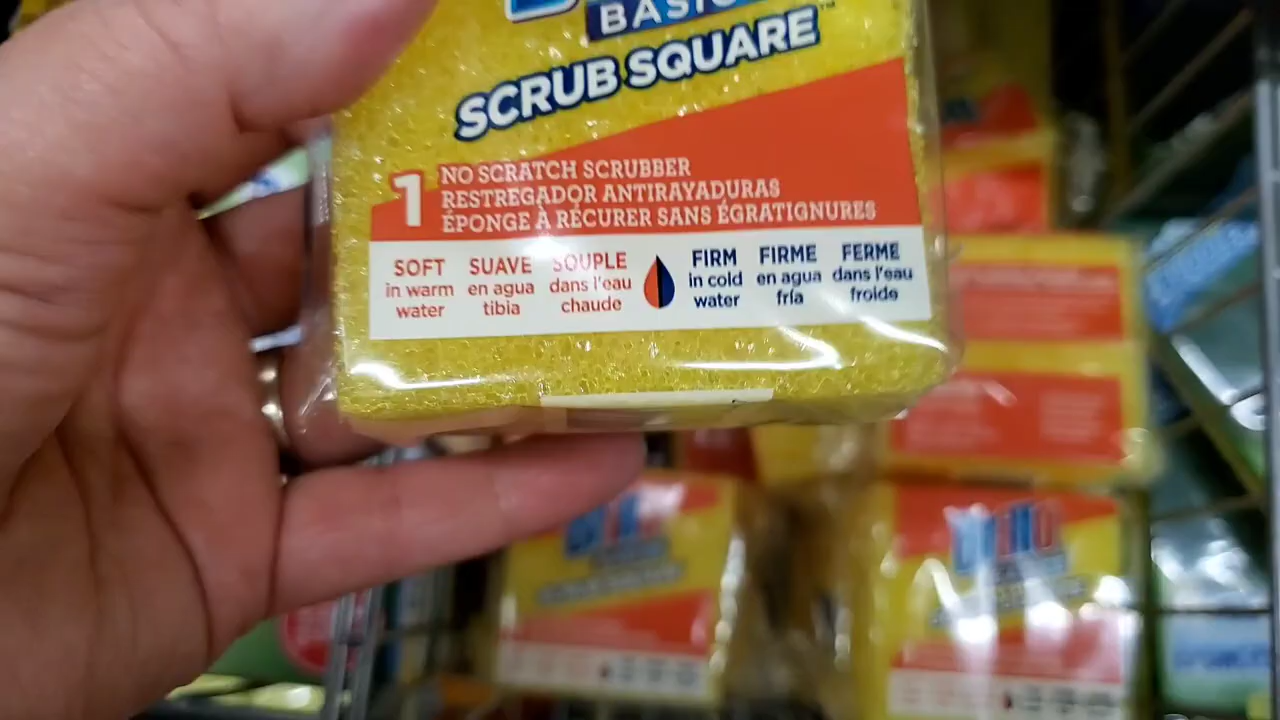 BASIC
SCRUB SQUARE™
1
NO SCRATCH SCRUBBER
RESTREGADOR ANTIRAYADURAS
ÉPONGE À RÉCURER SANS ÉGRATIGNURES
SOFT
in warm
water
SUAVE
en agua
tibia
SOUPLE
dans l'eau
chaude
FIRM
in cold
water
FIRME
en agua
fría
FERME
dans l'eau
froide